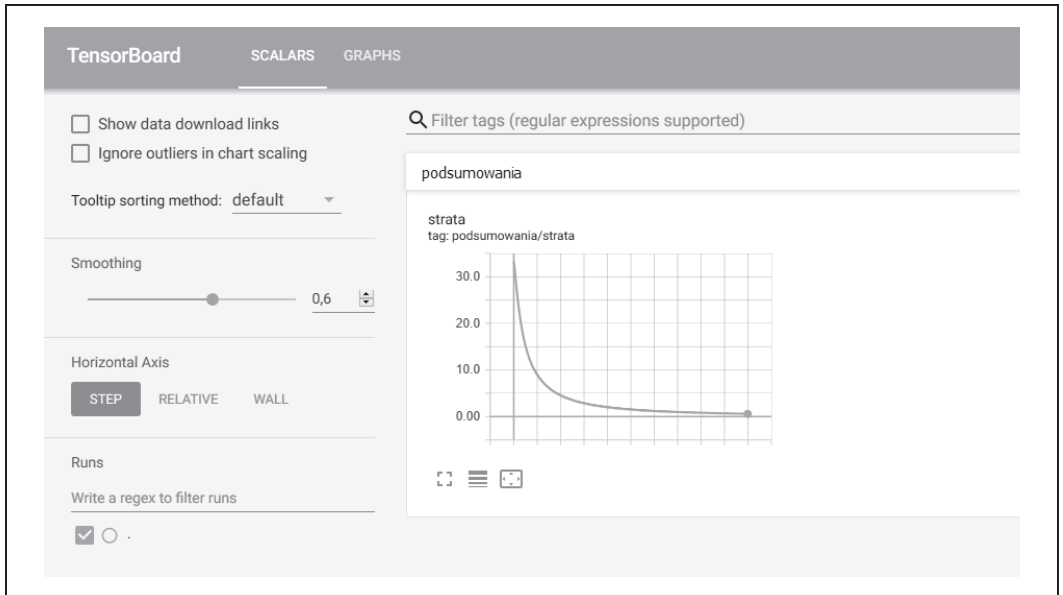 TensorBoard SCALARS GRAPHS
Show data download links
Ignore outliers in chart scaling
Tooltip sorting method: default
Smoothing
0,6
Horizontal Axis
STEP RELATIVE WALL
Runs
Write a regex to filter runs
.
Filter tags (regular expressions supported)
podsumowania
strata
tag: podsumowania/strata
30.0
20.0
10.0
0.00